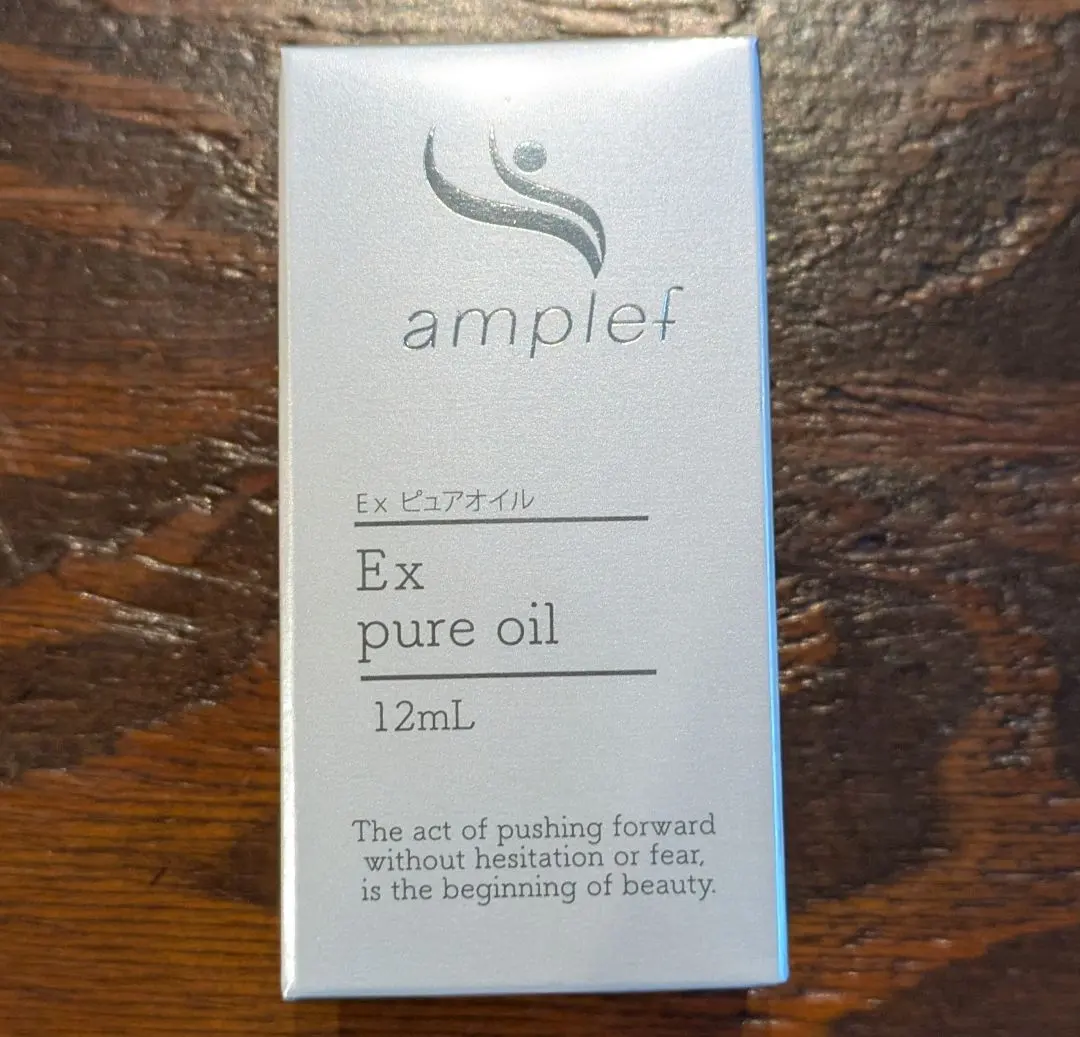 amplef
Ex ピュアオイル
Ex
pure oil
12mL
The act of pushing forward
without hesitation or fear,
is the beginning of beauty.